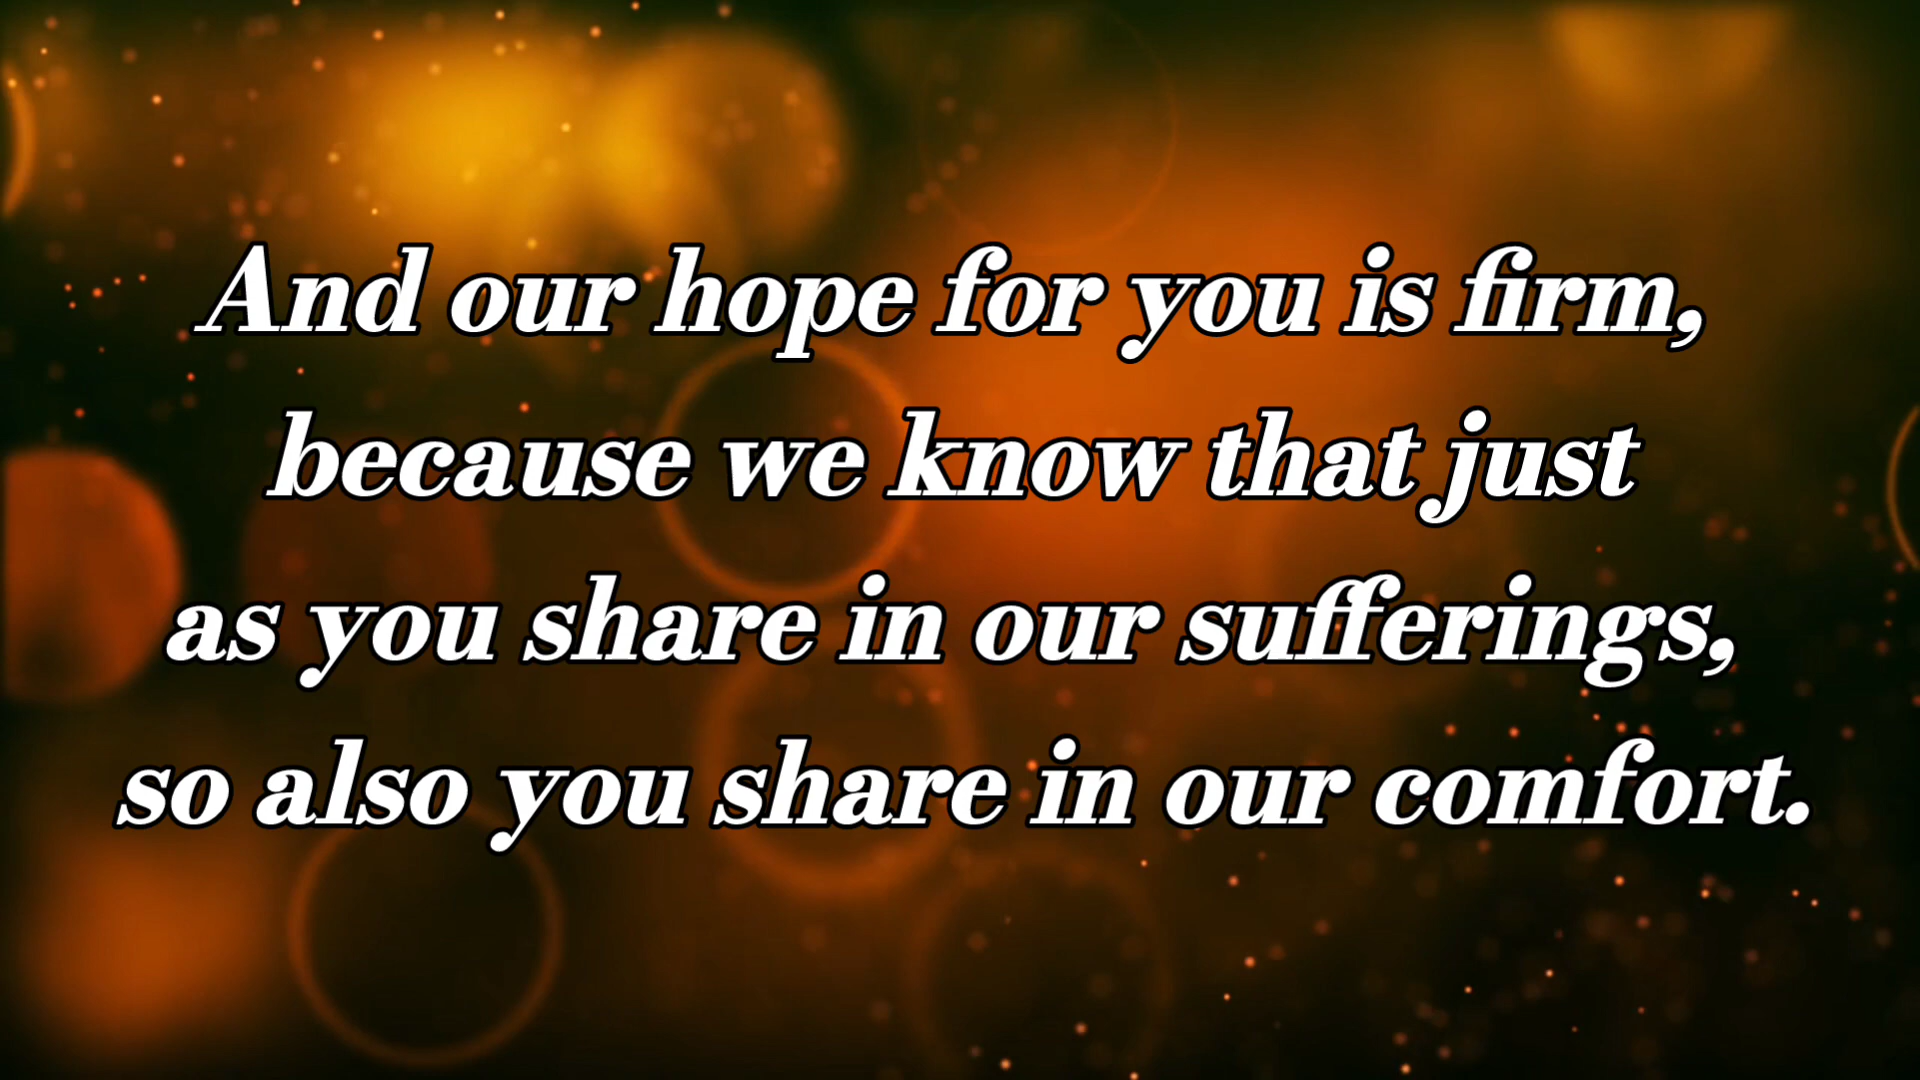 And our hope for you is firm,
because we know that just
as you share in our sufferings,
so also you share in our comfort.